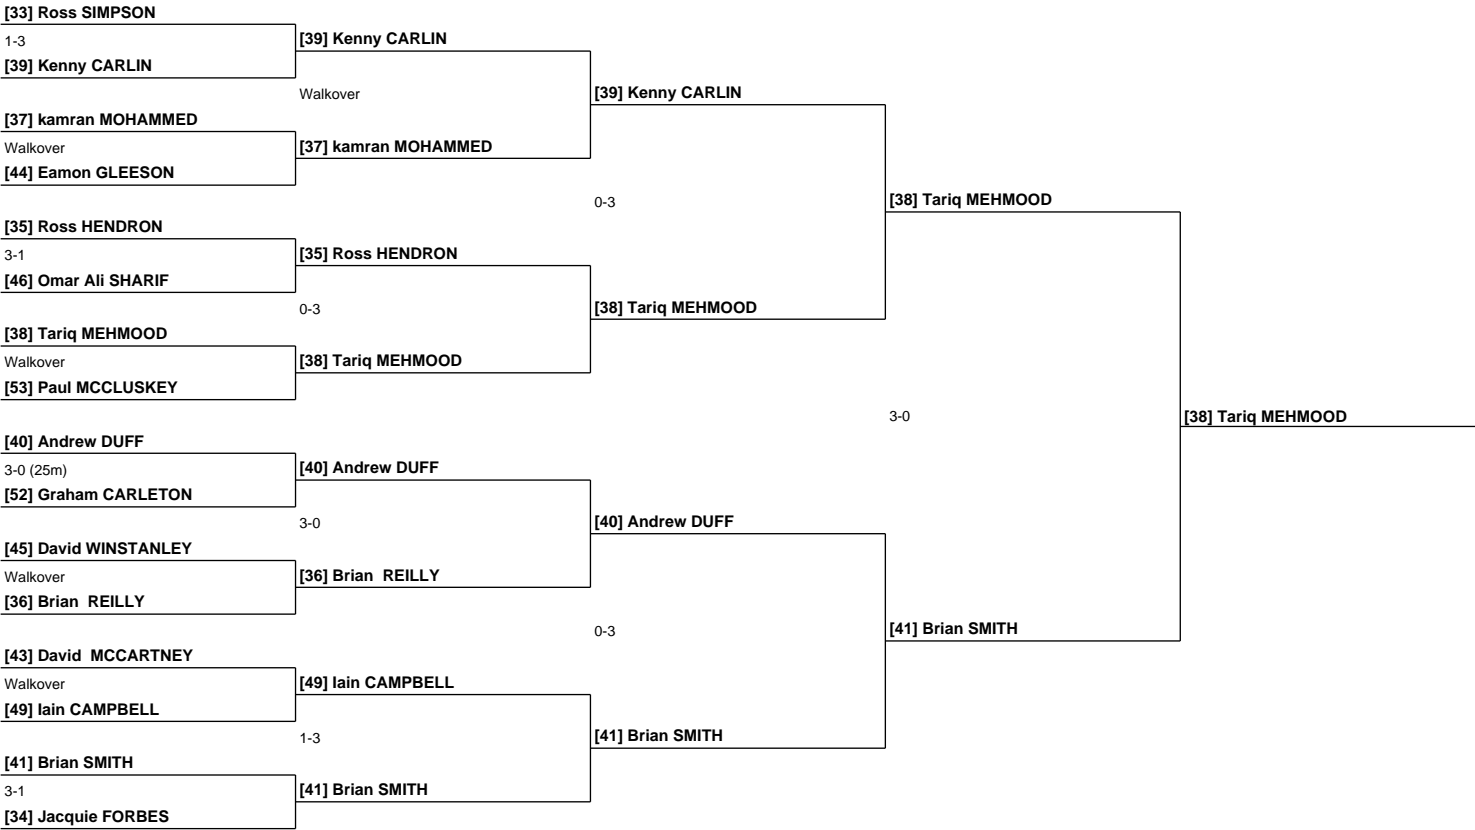 [33] Ross SIMPSON
1-3
[39] Kenny CARLIN
[37] kamran MOHAMMED
Walkover
[44] Eamon GLEESON
[35] Ross HENDRON
3-1
[46] Omar Ali SHARIF
[38] Tariq MEHMOOD
Walkover
[53] Paul MCCLUSKEY
[40] Andrew DUFF
3-0 (25m)
[52] Graham CARLETON
[45] David WINSTANLEY
Walkover
[36] Brian  REILLY
[43] David  MCCARTNEY
Walkover
[49] Iain CAMPBELL
[41] Brian SMITH
3-1
[34] Jacquie FORBES
[39] Kenny CARLIN
Walkover
[37] kamran MOHAMMED
[35] Ross HENDRON
0-3
[38] Tariq MEHMOOD
[40] Andrew DUFF
3-0
[36] Brian  REILLY
[49] Iain CAMPBELL
1-3
[41] Brian SMITH
[39] Kenny CARLIN
0-3
[38] Tariq MEHMOOD
[40] Andrew DUFF
0-3
[41] Brian SMITH
[38] Tariq MEHMOOD
3-0
[41] Brian SMITH
[38] Tariq MEHMOOD